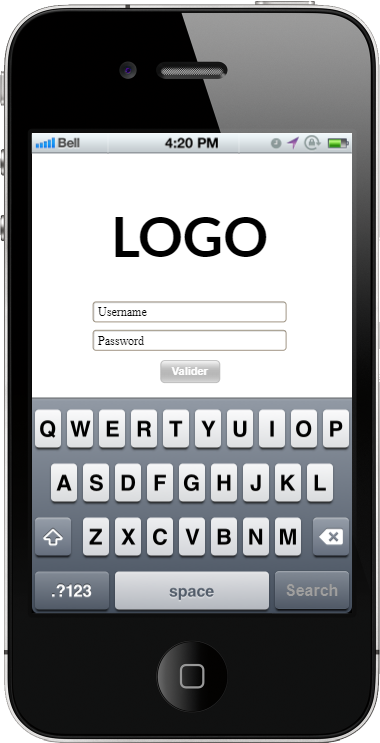 Bell 4:20 PM
LOGO
Username
Password
Valider
Q W E R T Y U I O P
A S D F G H J K L
Z X C V B N M
.?123 space Search